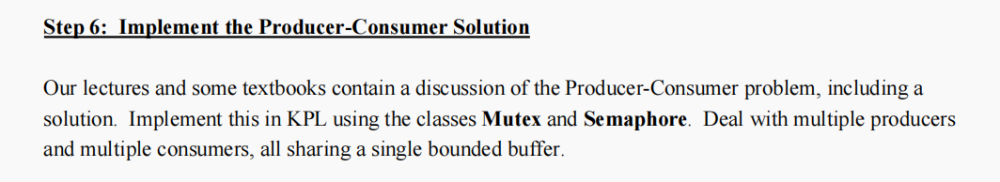 Step 6:  Implement the Producer-Consumer Solution
Our lectures and some textbooks contain a discussion of the Producer-Consumer problem, including a
solution.  Implement this in KPL using the classes Mutex and Semaphore.  Deal with multiple producers
and multiple consumers, all sharing a single bounded buffer.